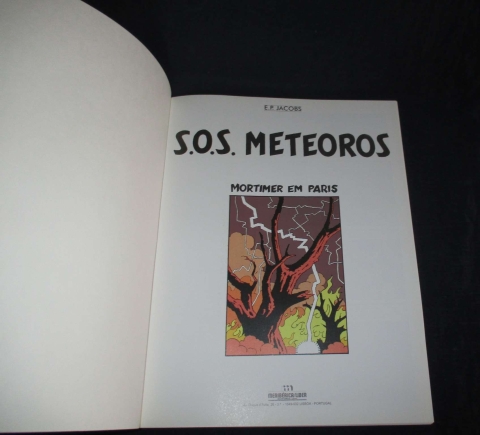 E.P. JACOBS
S.O.S. METEOROS
MORTIMER EM PARIS